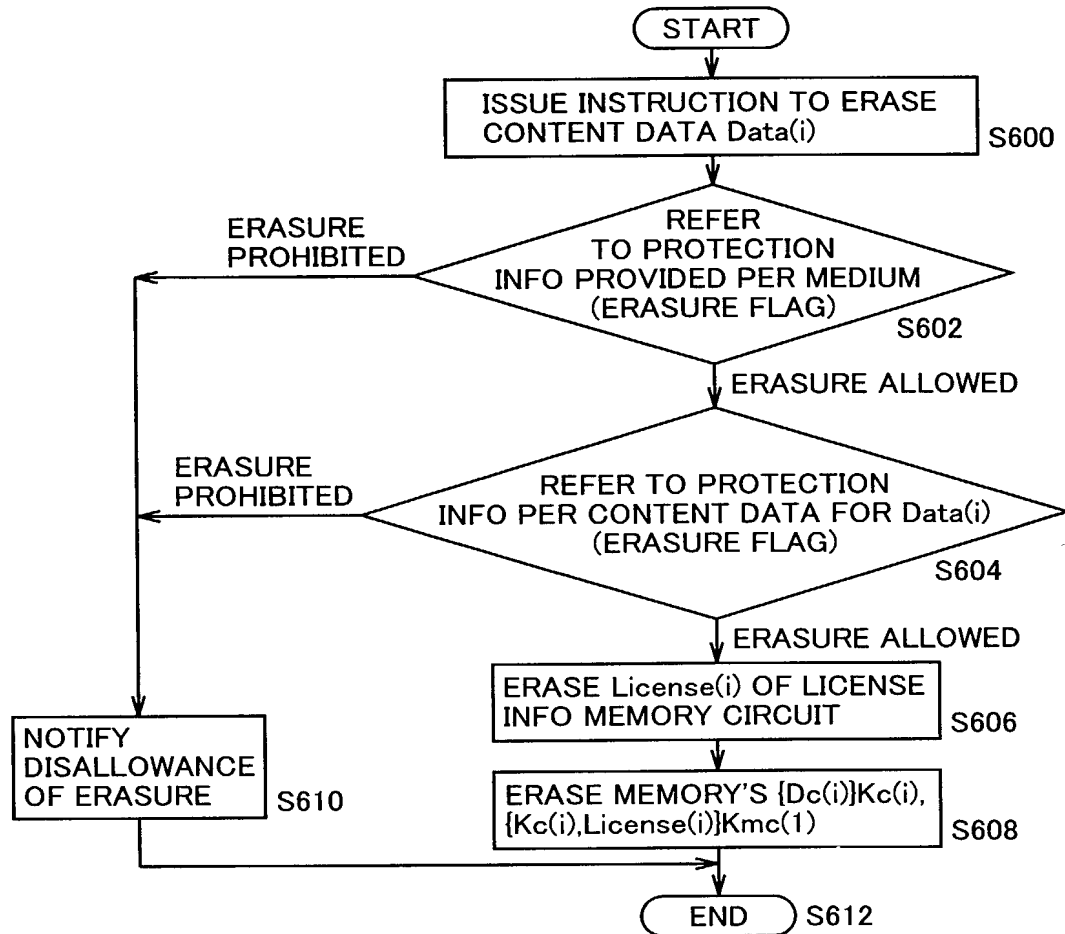 START
ISSUE INSTRUCTION TO ERASE
CONTENT DATA Data(i)
S600
ERASURE
PROHIBITED
REFER
TO PROTECTION
INFO PROVIDED PER MEDIUM
(ERASURE FLAG)
S602
ERASURE ALLOWED
ERASURE
PROHIBITED
REFER TO PROTECTION
INFO PER CONTENT DATA FOR Data(i)
(ERASURE FLAG)
S604
ERASURE ALLOWED
ERASE License(i) OF LICENSE
INFO MEMORY CIRCUIT
S606
NOTIFY
DISALLOWANCE
OF ERASURE
S610
ERASE MEMORY'S {Dc(i)}Kc(i),
{Kc(i),License(i)}Kmc(1)
S608
END
S612